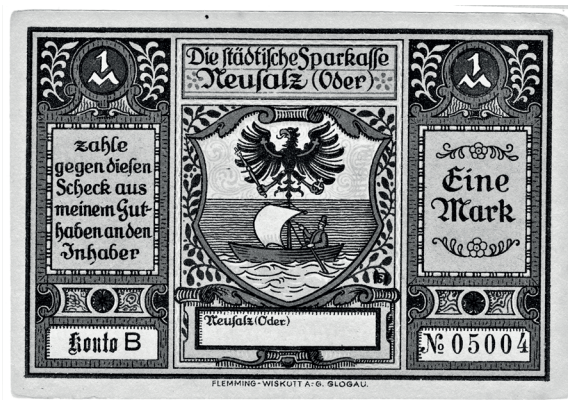 1
M
Die städtische Sparkasse
Neusalz (Oder)
1
M
zahle
gegen diesen
Scheck aus
meinem Gut-
haben an den
Inhaber
Eine
Mark
Neusalz (Oder)
Konto B
№ 05004
FLEMMING-WISKOTT A.-G. GLOGAU.